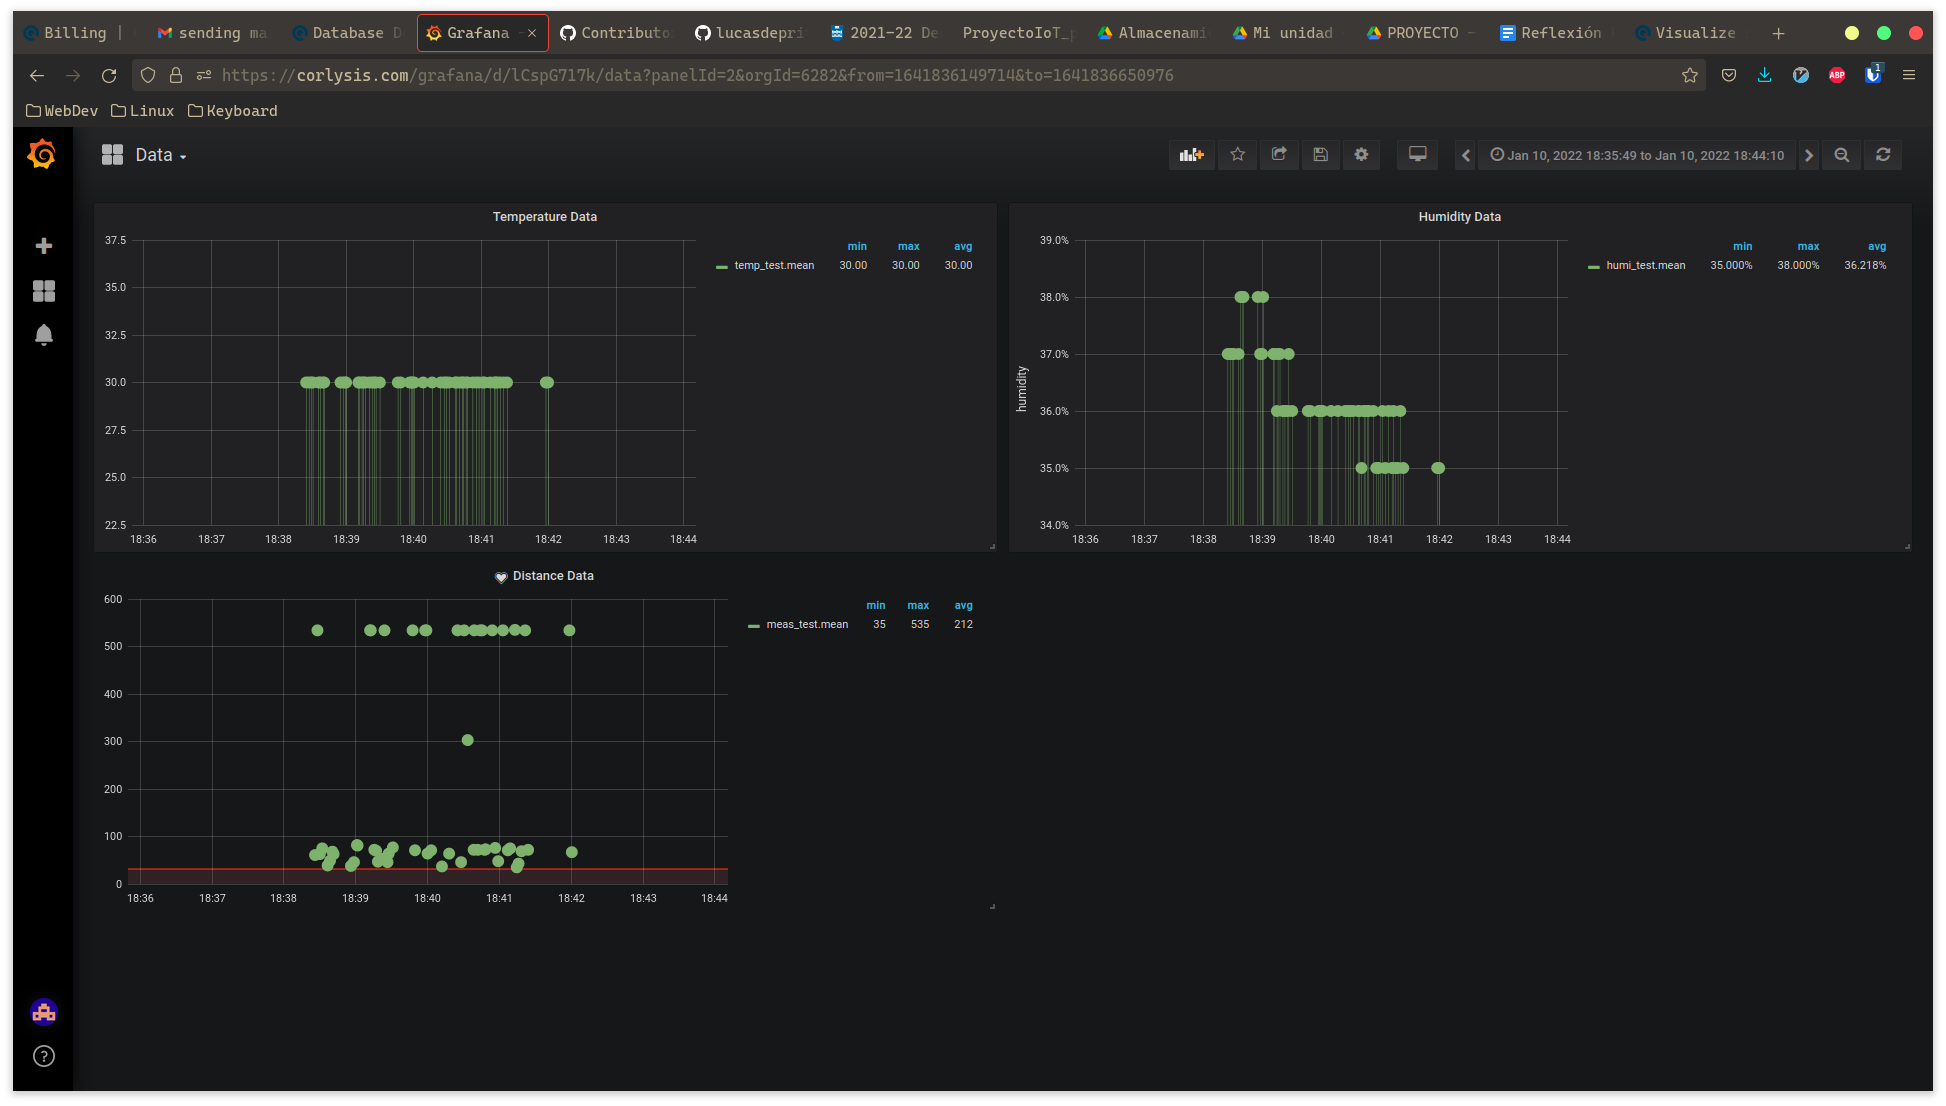 Billing |
sending ma
Database D
Grafana -
Contributo
lucasdepri
2021-22 De
ProyectoIoT_p
Almacenami
Mi unidad
PROYECTO -
Reflexión
Visualize
https://corlysis.com/grafana/d/lCspG7l7k/data?panelId=2&orgId=6282&from=1641836149714&to=1641836650976
ABP
1
WebDev Linux Keyboard
Data
Jan 10, 2022 18:35:49 to Jan 10, 2022 18:44:10
Temperature Data
37.5
35.0
32.5
30.0
27.5
25.0
22.5
18:36 18:37 18:38 18:39 18:40 18:41 18:42 18:43 18:44
min max avg
temp_test.mean 30.00 30.00 30.00
Humidity Data
humidity
39.0%
38.0%
37.0%
36.0%
35.0%
34.0%
18:36 18:37 18:38 18:39 18:40 18:41 18:42 18:43 18:44
min max avg
humi_test.mean 35.000% 38.000% 36.218%
Distance Data
600
500
400
300
200
100
0
18:36 18:37 18:38 18:39 18:40 18:41 18:42 18:43 18:44
min max avg
meas_test.mean 35 535 212